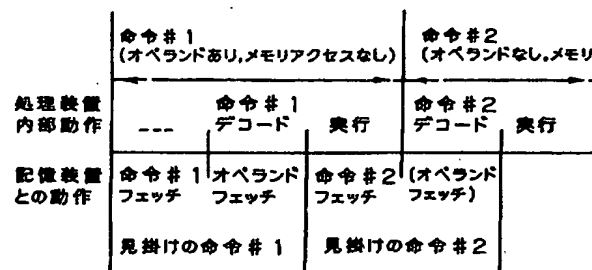 命令#1
(オペランドあり,メモリアクセスなし)
命令#2
(オペランドなし,メモリ
処理装置
内部動作
---
命令#1
デコード
実行
命令#2
デコード
実行
記憶装置
との動作
命令#1
フェッチ
オペランド
フェッチ
命令#2
フェッチ
(オペランド
フェッチ)
見掛けの命令#1
見掛けの命令#2